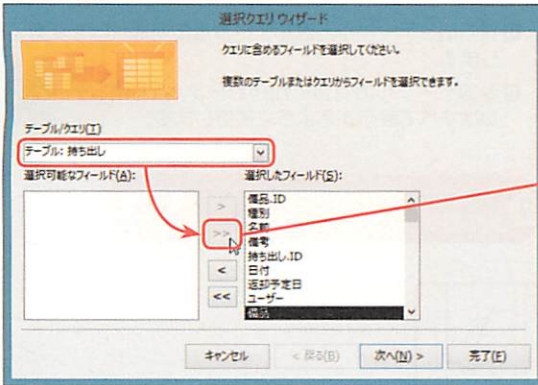 選択クエリ ウィザード
クエリに含めるフィールドを選択してください。
複数のテーブルまたはクエリからフィールドを選択できます。
テーブル/クエリ(T)
テーブル: 持ち出し
選択可能なフィールド(A):
選択したフィールド(S):
>
>>
<
<<
備品.ID
種別
名前
備考
持ち出し.ID
日付
返却予定日
ユーザー
備品
キャンセル
< 戻る(B)
次へ(N) >
完了(F)